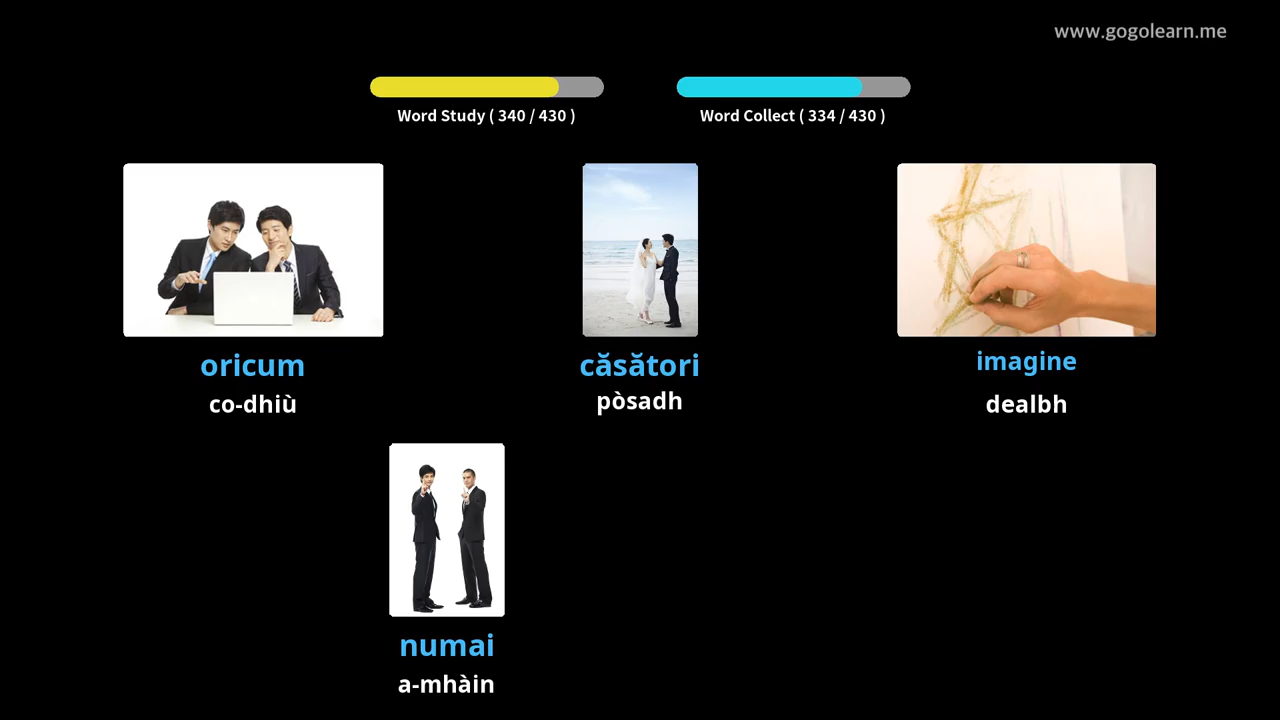 www.gogolearn.me
Word Study ( 340 / 430 )
Word Collect ( 334 / 430 )
oricum
co-dhiù
căsători
pòsadh
imagine
dealbh
numai
a-mhàin